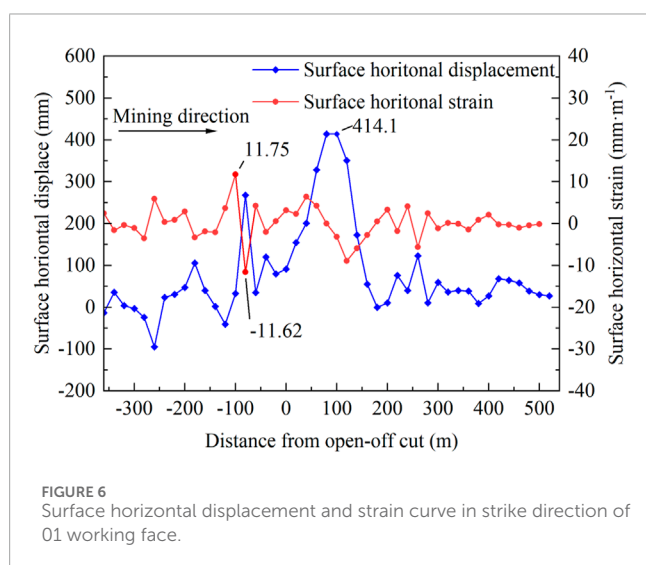 600
500
400
300
200
100
0
-100
-200
Surface horiontal displace (mm)
Surface horitonal displacement
Surface horitonal strain
Mining direction
11.75
414.1
-11.62
40
30
20
10
0
-10
-20
-30
-40
Surface horizontal strain (mm·m⁻¹)
-300 -200 -100 0 100 200 300 400 500
Distance from open-off cut (m)
FIGURE 6
Surface horizontal displacement and strain curve in strike direction of
01 working face.